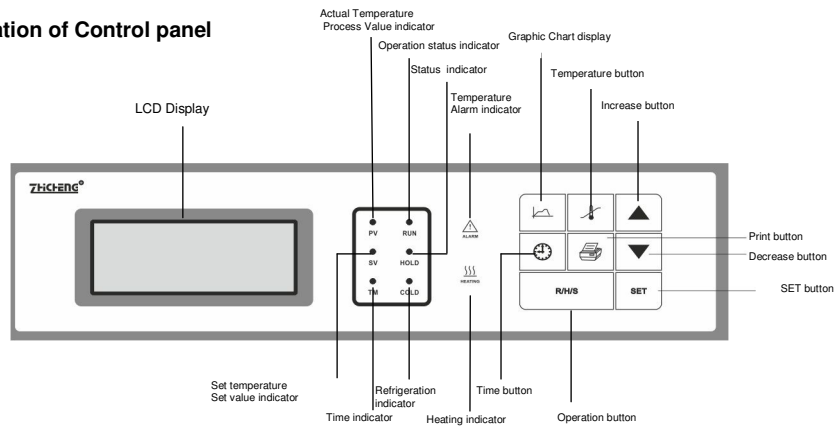 ation of Control panel
Actual Temperature
Process Value indicator
Operation status indicator
Status indicator
Temperature
Alarm indicator
Graphic Chart display
Temperature button
Increase button
LCD Display
ZHiCHENG®
PV RUN
SV HOLD
TM COLD
ALARM
HEATING
R/H/S
SET
Print button
Decrease button
SET button
Set temperature
Set value indicator
Time indicator
Refrigeration
indicator
Heating indicator
Time button
Operation button